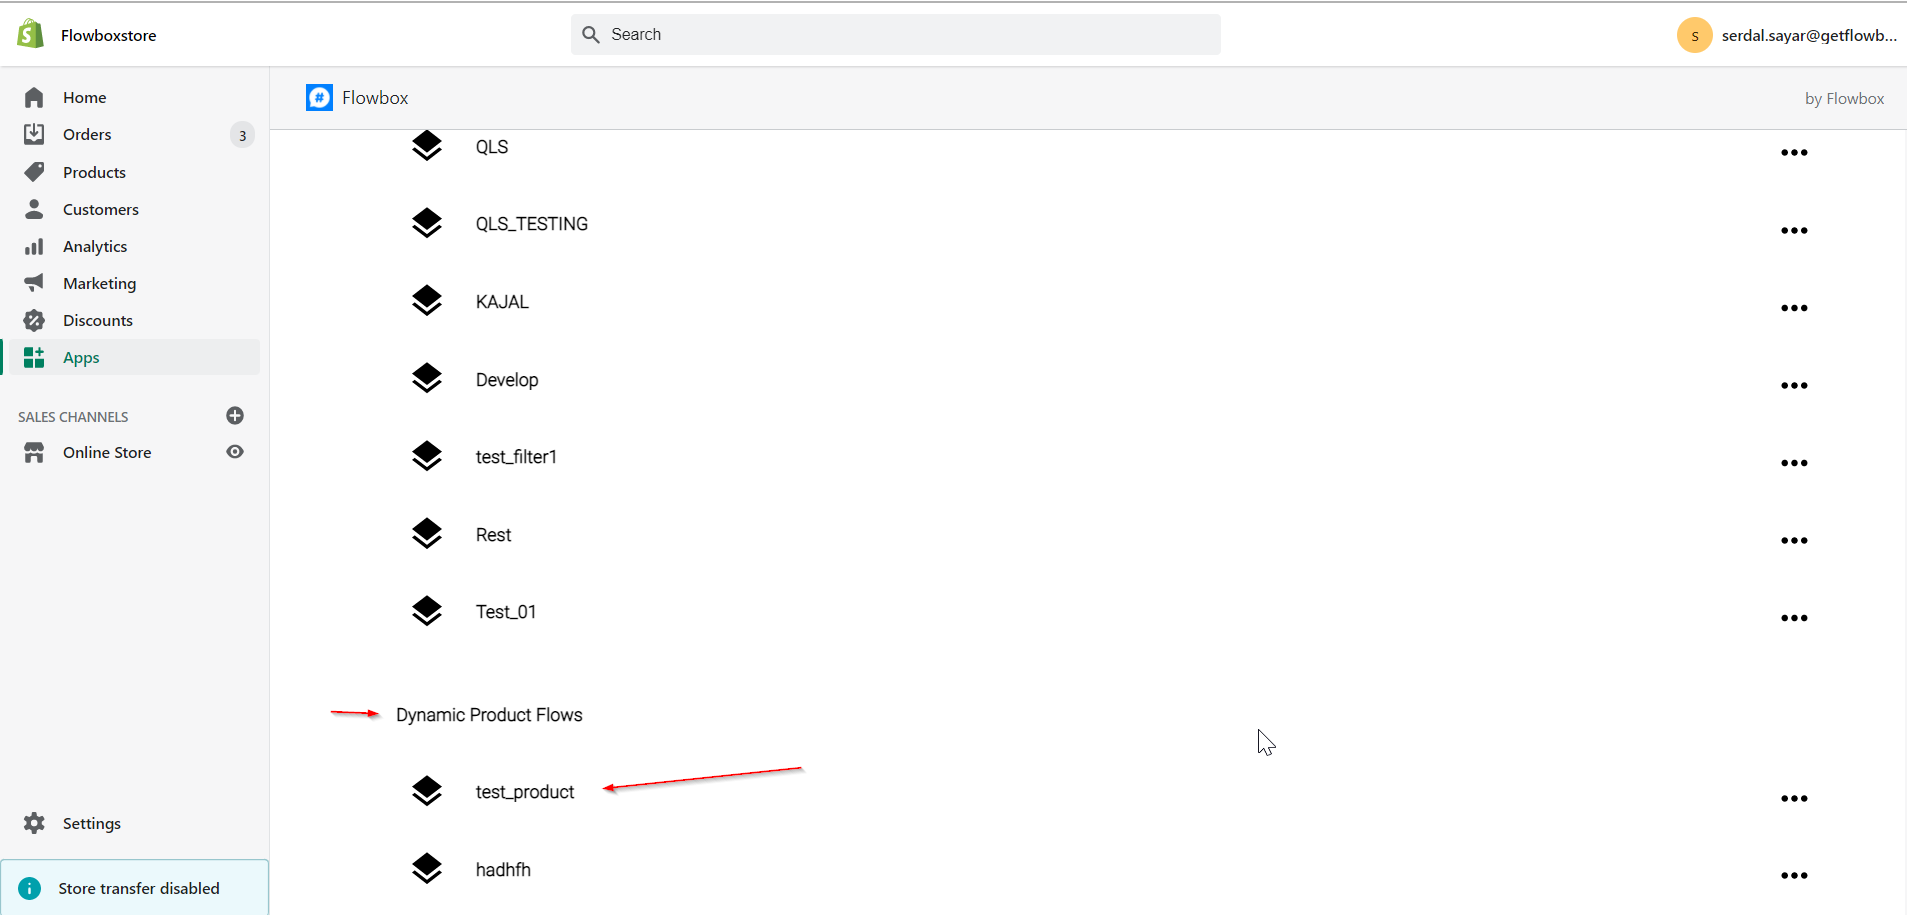 Flowboxstore
Search
S
serdal.sayar@getflowb...
Home
Orders
3
Products
Customers
Analytics
Marketing
Discounts
Apps
SALES CHANNELS
Online Store
Settings
Store transfer disabled
Flowbox
by Flowbox
QLS
QLS_TESTING
KAJAL
Develop
test_filter1
Rest
Test_01
Dynamic Product Flows
test_product
hadhfh